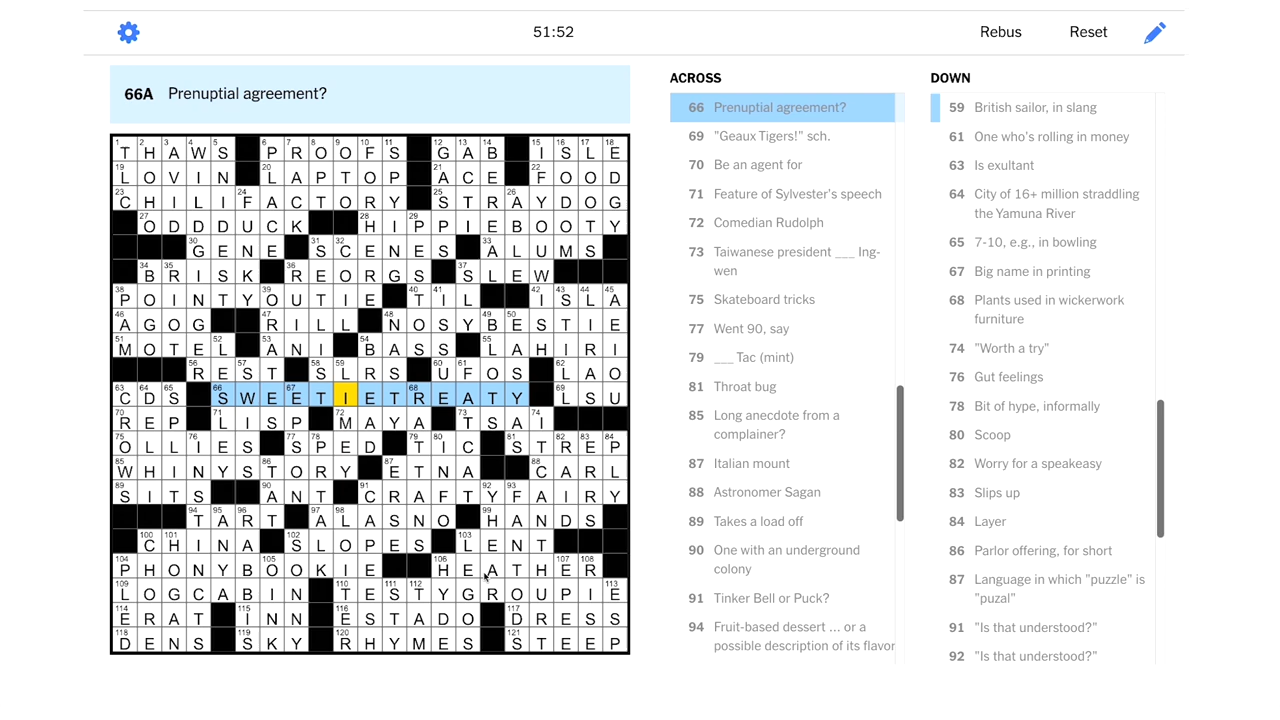 51:52
Rebus
Reset
66A Prenuptial agreement?
THAWS PROOFS GAB ISLE
LOVIN LAPTOP ACE FOOD
CHILIFACTORY STRAYDOG
ODDDUCK HIPPIEBOOTY
GENE SCENES ALUMS
BRISK REORGS SLEW
POINTYOUTIE TIL ISLA
AGOG RILL NOSYBESTIE
MOTEL ANI BASS LAHIRI
REST SLRS UFOS LAO
CDS SWEETIETREATY LSU
REP LISP MAYA TSAI
OLLIES SPED TIC STREP
WHINYSTORY ETNA CARL
SITS ANT CRAFTYFAIRY
TART ALASNO HANDS
CHINA SLOPES LENT
PHONYBOOKIE HEATHER
LOGCABIN TESTYGROUPIE
ERAT INN ESTADO DRESS
DENS SKY RHYMES STEEP
ACROSS
66 Prenuptial agreement?
69 "Geaux Tigers!" sch.
70 Be an agent for
71 Feature of Sylvester's speech
72 Comedian Rudolph
73 Taiwanese president ___ Ing-
wen
75 Skateboard tricks
77 Went 90, say
79 ___ Tac (mint)
81 Throat bug
85 Long anecdote from a
complainer?
87 Italian mount
88 Astronomer Sagan
89 Takes a load off
90 One with an underground
colony
91 Tinker Bell or Puck?
94 Fruit-based dessert ... or a
possible description of its flavor
DOWN
59 British sailor, in slang
61 One who's rolling in money
63 Is exultant
64 City of 16+ million straddling
the Yamuna River
65 7-10, e.g., in bowling
67 Big name in printing
68 Plants used in wickerwork
furniture
74 "Worth a try"
76 Gut feelings
78 Bit of hype, informally
80 Scoop
82 Worry for a speakeasy
83 Slips up
84 Layer
86 Parlor offering, for short
87 Language in which "puzzle" is
"puzal"
91 "Is that understood?"
92 "Is that understood?"